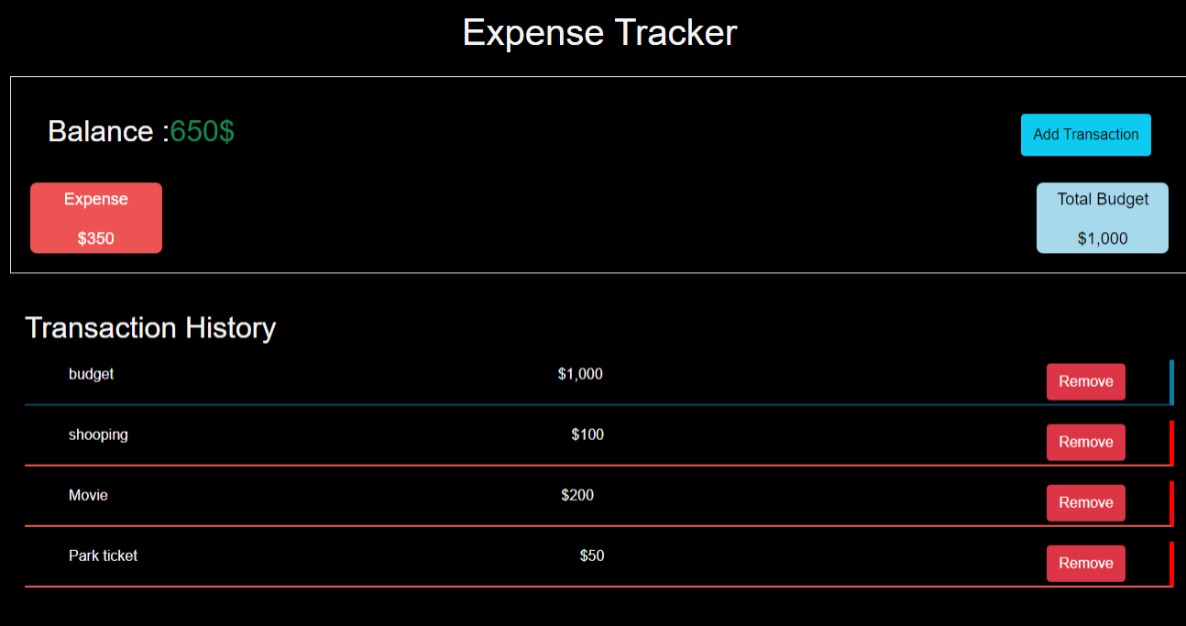 Expense Tracker
Balance :650$
Add Transaction
Expense
$350
Total Budget
$1,000
Transaction History
budget $1,000 Remove
shooping $100 Remove
Movie $200 Remove
Park ticket $50 Remove